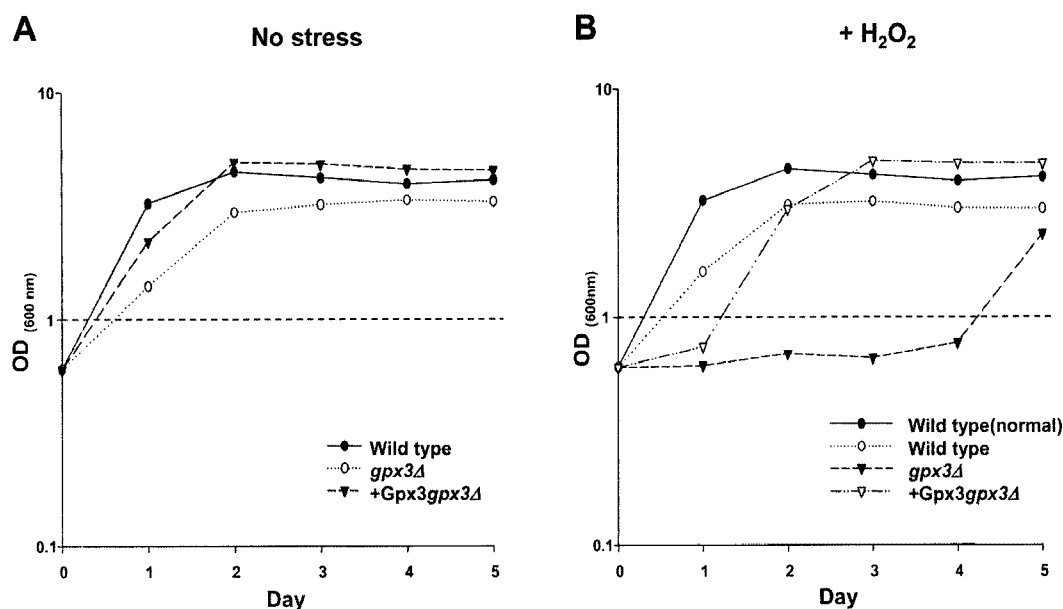 A
No stress
10
1
0.1
OD (600 nm)
Wild type
gpx3Δ
+Gpx3gpx3Δ
0 1 2 3 4 5
Day
B
+ H₂O₂
10
1
0.1
OD (600nm)
Wild type(normal)
Wild type
gpx3Δ
+Gpx3gpx3Δ
0 1 2 3 4 5
Day